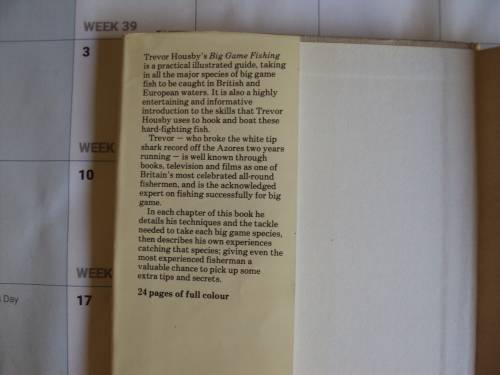 WEEK 39
3
WEEK
10
WEEK
s Day
17
Trevor Housby's Big Game Fishing
is a practical illustrated guide, taking
in all the major species of big game
fish to be caught in British and
European waters. It is also a highly
entertaining and informative
introduction to the skills that Trevor
Housby uses to hook and boat these
hard-fighting fish.
Trevor — who broke the white tip
shark record off the Azores two years
running — is well known through
books, television and films as one of
Britain's most celebrated all-round
fishermen, and is the acknowledged
expert on fishing successfully for big
game.
In each chapter of this book he
details his techniques and the tackle
needed to take each big game species,
then describes his own experiences
catching that species; giving even the
most experienced fisherman a
valuable chance to pick up some
extra tips and secrets.
24 pages of full colour